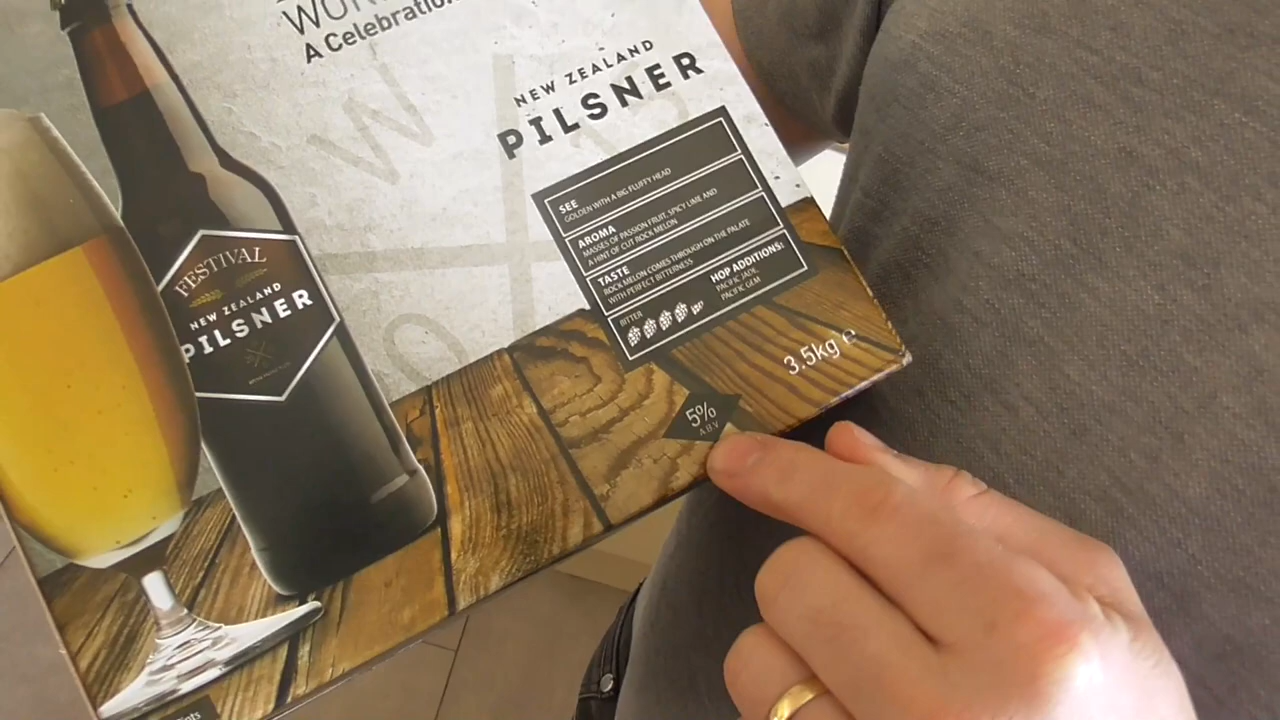 A Celebration
NEW ZEALAND
PILSNER
SEE
GOLDEN WITH A BIG FLUFFY HEAD
AROMA
MASSES OF PASSION FRUIT, SPICY LIME AND
A HINT OF CUT ROCK MELON
TASTE
ROCK MELON COMES THROUGH ON THE PALATE
WITH PERFECT BITTERNESS
BITTER
HOP ADDITIONS:
PACIFIC JADE,
PACIFIC GEM
3.5kg e
5%
ABV
FESTIVAL
NEW ZEALAND
PILSNER